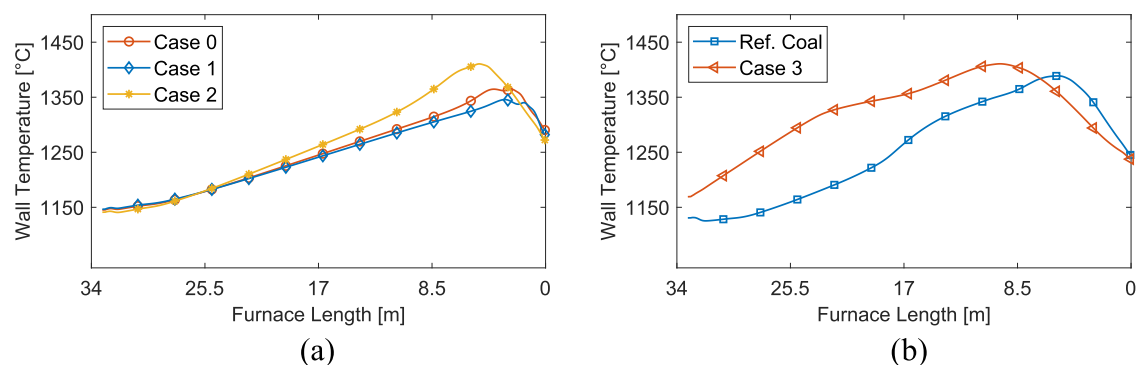 1450
1350
1250
1150
Wall Temperature [°C]
Case 0
Case 1
Case 2
34
25.5
17
8.5
0
Furnace Length [m]
(a)
1450
1350
1250
1150
Wall Temperature [°C]
Ref. Coal
Case 3
34
25.5
17
8.5
0
Furnace Length [m]
(b)